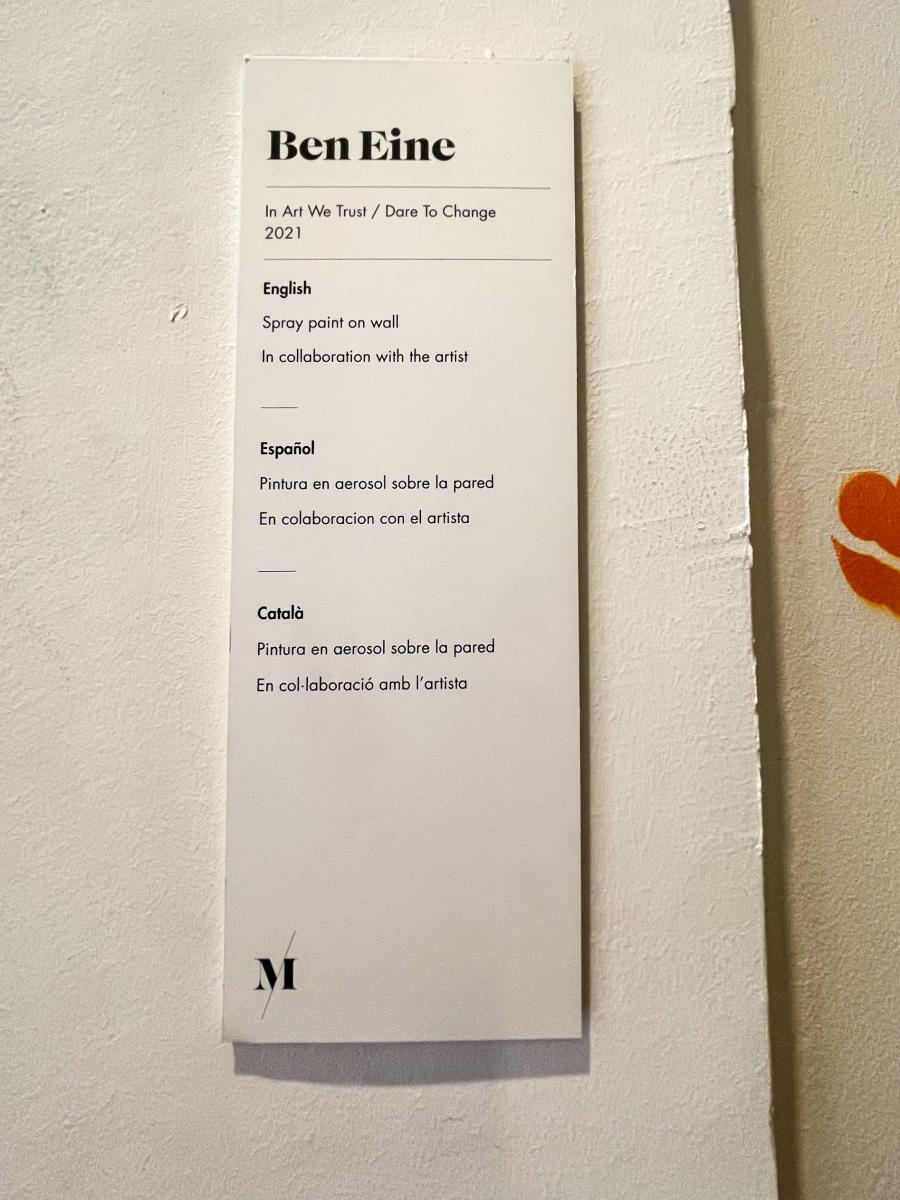 Ben Eine
In Art We Trust / Dare To Change
2021
English
Spray paint on wall
In collaboration with the artist
Español
Pintura en aerosol sobre la pared
En colaboracion con el artista
Català
Pintura en aerosol sobre la pared
En col·laboració amb l’artista
M